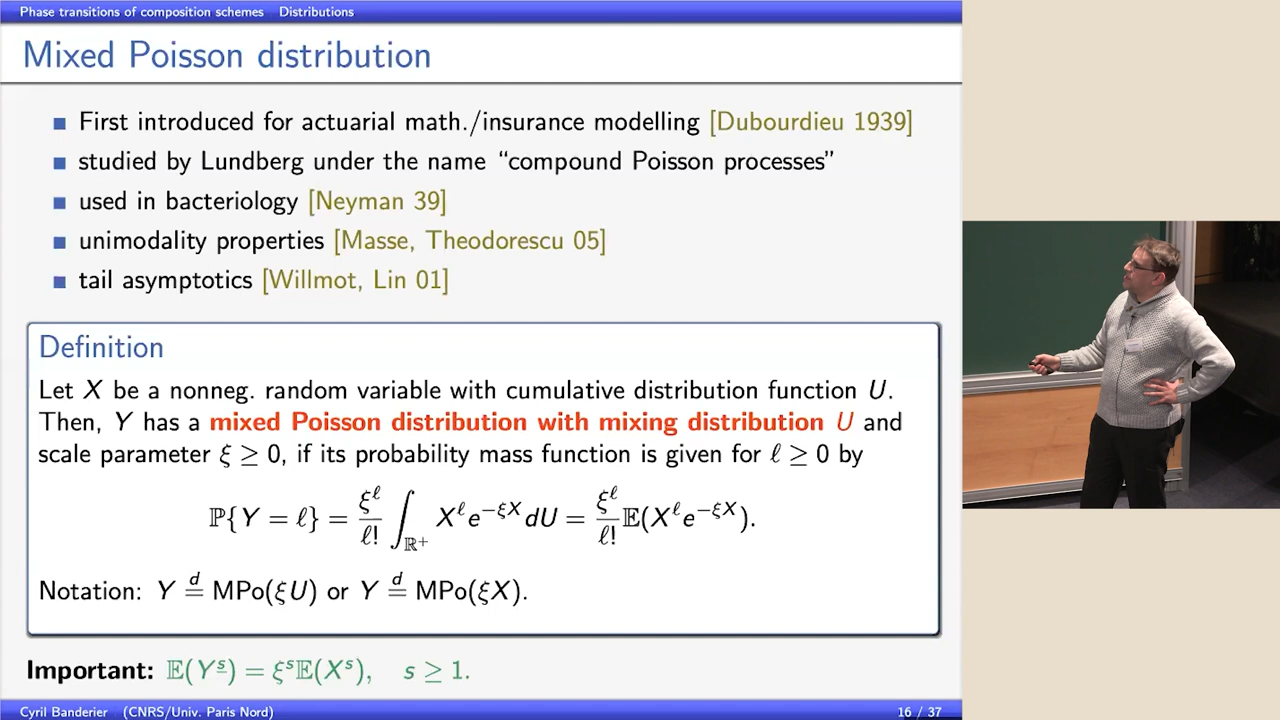 Phase transitions of composition schemes Distributions
Mixed Poisson distribution
■ First introduced for actuarial math./insurance modelling [Dubourdieu 1939]
■ studied by Lundberg under the name “compound Poisson processes”
■ used in bacteriology [Neyman 39]
■ unimodality properties [Masse, Theodorescu 05]
■ tail asymptotics [Willmot, Lin 01]
Definition
Let X be a nonneg. random variable with cumulative distribution function U.
Then, Y has a mixed Poisson distribution with mixing distribution U and
scale parameter ξ ≥ 0, if its probability mass function is given for ℓ ≥ 0 by
ℙ{Y = ℓ} = ξ^ℓ/ℓ! ∫_{ℝ⁺} X^ℓ e^{−ξX} dU = ξ^ℓ/ℓ! 𝔼(X^ℓ e^{−ξX}).
Notation: Y =^d MPo(ξU) or Y =^d MPo(ξX).
Important: 𝔼(Y^{s̲}) = ξ^s 𝔼(X^s), s ≥ 1.
Cyril Banderier (CNRS/Univ. Paris Nord) 16 / 37